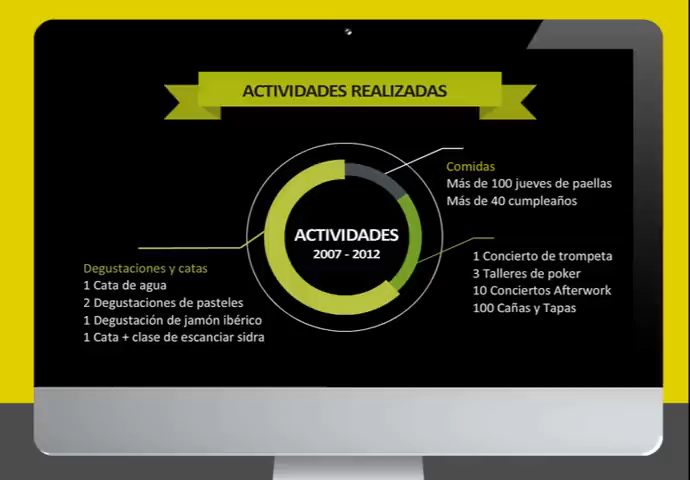 ACTIVIDADES REALIZADAS
Comidas
Más de 100 jueves de paellas
Más de 40 cumpleaños
ACTIVIDADES
2007 - 2012
1 Concierto de trompeta
3 Talleres de poker
10 Conciertos Afterwork
100 Cañas y Tapas
Degustaciones y catas
1 Cata de agua
2 Degustaciones de pasteles
1 Degustación de jamón ibérico
1 Cata + clase de escanciar sidra